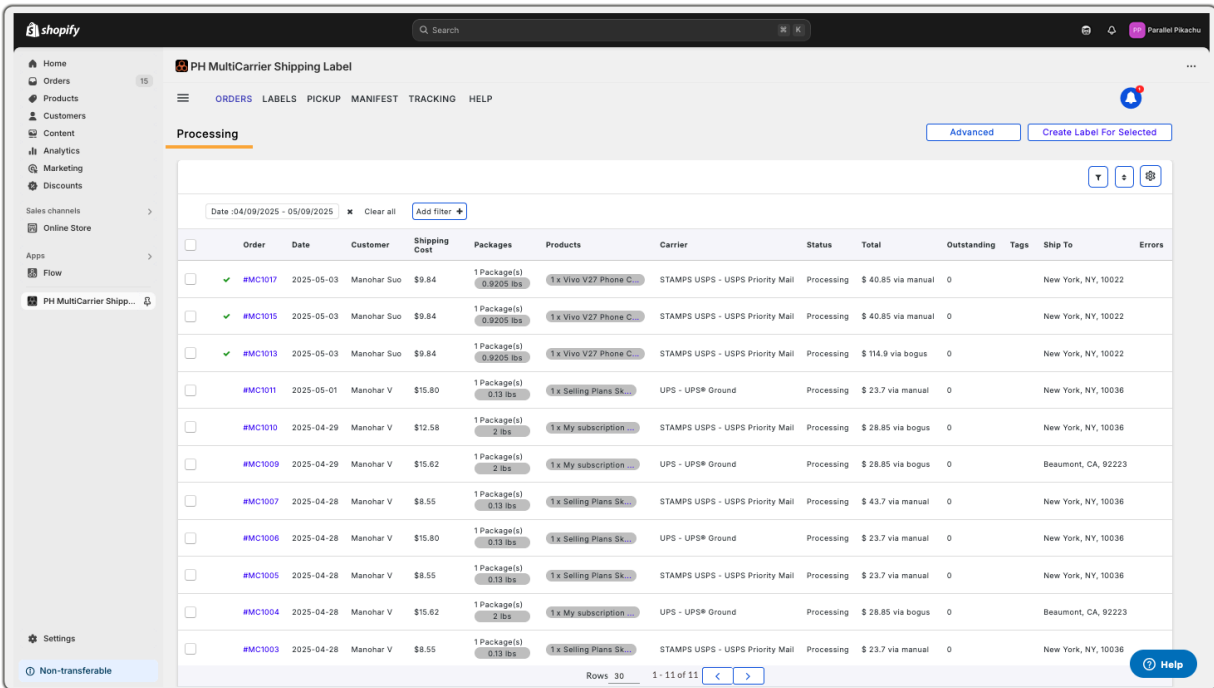 shopify
Search
⌘ K
PP Parallel Pikachu
Home
Orders 15
Products
Customers
Content
Analytics
Marketing
Discounts
Sales channels
Online Store
Apps
Flow
PH MultiCarrier Shipp...
Settings
Non-transferable
PH MultiCarrier Shipping Label
ORDERS LABELS PICKUP MANIFEST TRACKING HELP
1
Processing
Advanced Create Label For Selected
Date :04/09/2025 - 05/09/2025 × Clear all Add filter +
Order Date Customer Shipping Cost Packages Products Carrier Status Total Outstanding Tags Ship To Errors
#MC1017 2025-05-03 Manohar Suo $9.84 1 Package(s) 0.9205 lbs 1 x Vivo V27 Phone C... STAMPS USPS - USPS Priority Mail Processing $ 40.85 via manual 0 New York, NY, 10022
#MC1015 2025-05-03 Manohar Suo $9.84 1 Package(s) 0.9205 lbs 1 x Vivo V27 Phone C... STAMPS USPS - USPS Priority Mail Processing $ 40.85 via manual 0 New York, NY, 10022
#MC1013 2025-05-03 Manohar Suo $9.84 1 Package(s) 0.9205 lbs 1 x Vivo V27 Phone C... STAMPS USPS - USPS Priority Mail Processing $ 114.9 via bogus 0 New York, NY, 10022
#MC1011 2025-05-01 Manohar V $15.80 1 Package(s) 0.13 lbs 1 x Selling Plans Sk... UPS - UPS® Ground Processing $ 23.7 via manual 0 New York, NY, 10036
#MC1010 2025-04-29 Manohar V $12.58 1 Package(s) 2 lbs 1 x My subscription ... STAMPS USPS - USPS Priority Mail Processing $ 28.85 via bogus 0 New York, NY, 10036
#MC1009 2025-04-29 Manohar V $15.62 1 Package(s) 2 lbs 1 x My subscription ... UPS - UPS® Ground Processing $ 28.85 via bogus 0 Beaumont, CA, 92223
#MC1007 2025-04-28 Manohar V $8.55 1 Package(s) 0.13 lbs 1 x Selling Plans Sk... STAMPS USPS - USPS Priority Mail Processing $ 43.7 via manual 0 New York, NY, 10036
#MC1006 2025-04-28 Manohar V $15.80 1 Package(s) 0.13 lbs 1 x Selling Plans Sk... UPS - UPS® Ground Processing $ 23.7 via manual 0 New York, NY, 10036
#MC1005 2025-04-28 Manohar V $8.55 1 Package(s) 0.13 lbs 1 x Selling Plans Sk... STAMPS USPS - USPS Priority Mail Processing $ 23.7 via manual 0 New York, NY, 10036
#MC1004 2025-04-28 Manohar V $15.62 1 Package(s) 2 lbs 1 x My subscription ... UPS - UPS® Ground Processing $ 28.85 via bogus 0 Beaumont, CA, 92223
#MC1003 2025-04-28 Manohar V $8.55 1 Package(s) 0.13 lbs 1 x Selling Plans Sk... STAMPS USPS - USPS Priority Mail Processing $ 23.7 via manual 0 New York, NY, 10036
Rows 30 1 - 11 of 11
Help